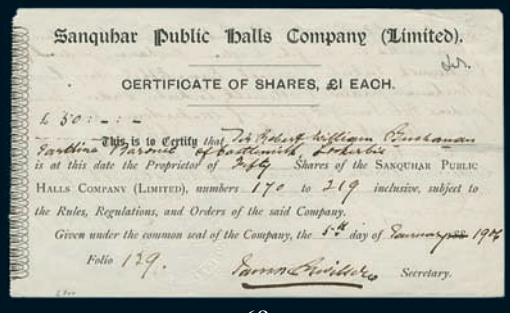 Sanquhar Public Halls Company (Limited).
CERTIFICATE OF SHARES, £1 EACH.
£ 50 : - : -
This is to Certify that Sir Robert William Buchanan
Jardine Baronet of Castlemilk Lockerbie
is at this date the Proprietor of Fifty Shares of the SANQUHAR PUBLIC
HALLS COMPANY (LIMITED), numbers 170 to 219 inclusive, subject to
the Rules, Regulations, and Orders of the said Company.
Given under the common seal of the Company, the 5th day of January 1906
Folio 129. Secretary.